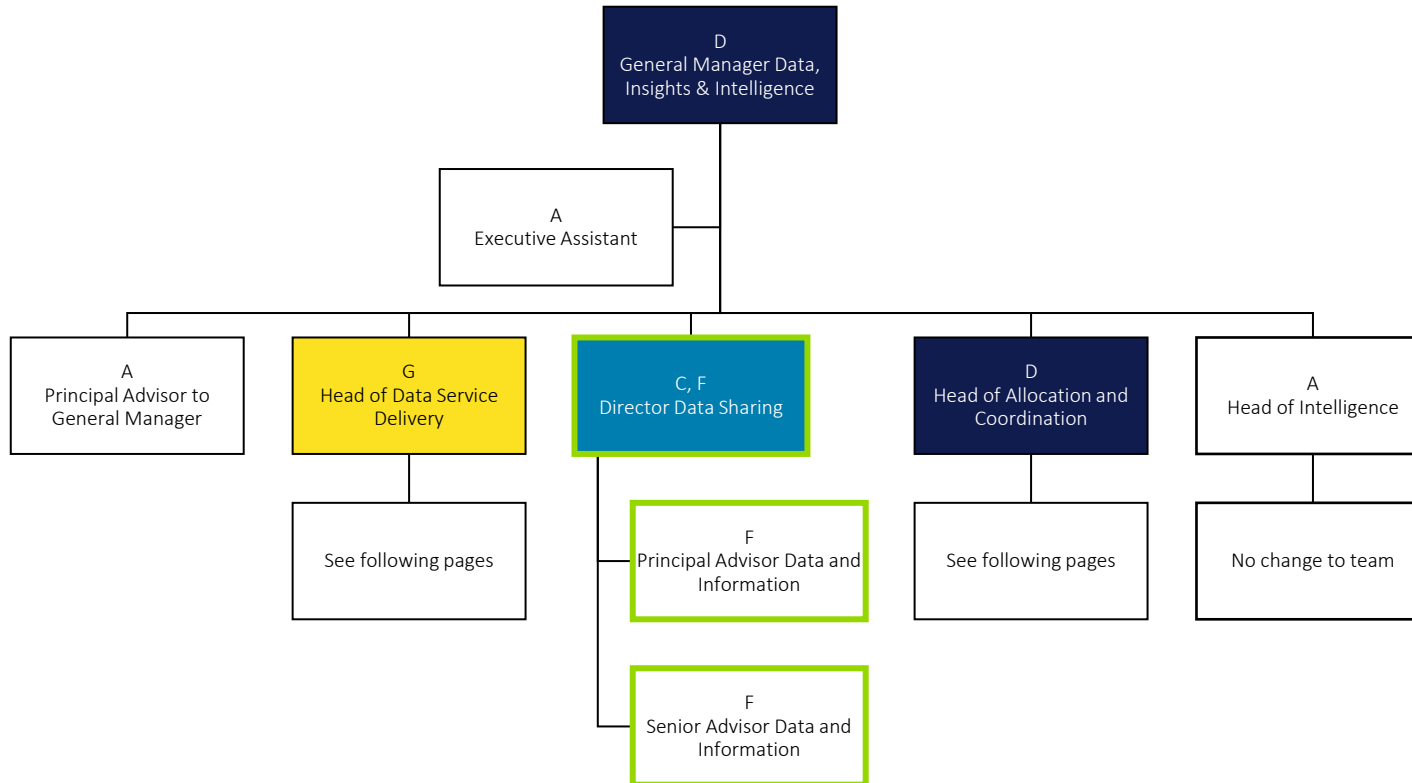 D
General Manager Data,
Insights & Intelligence
A
Executive Assistant
A
Principal Advisor to
General Manager
G
Head of Data Service
Delivery
C, F
Director Data Sharing
D
Head of Allocation and
Coordination
A
Head of Intelligence
See following pages
F
Principal Advisor Data and
Information
See following pages
No change to team
F
Senior Advisor Data and
Information